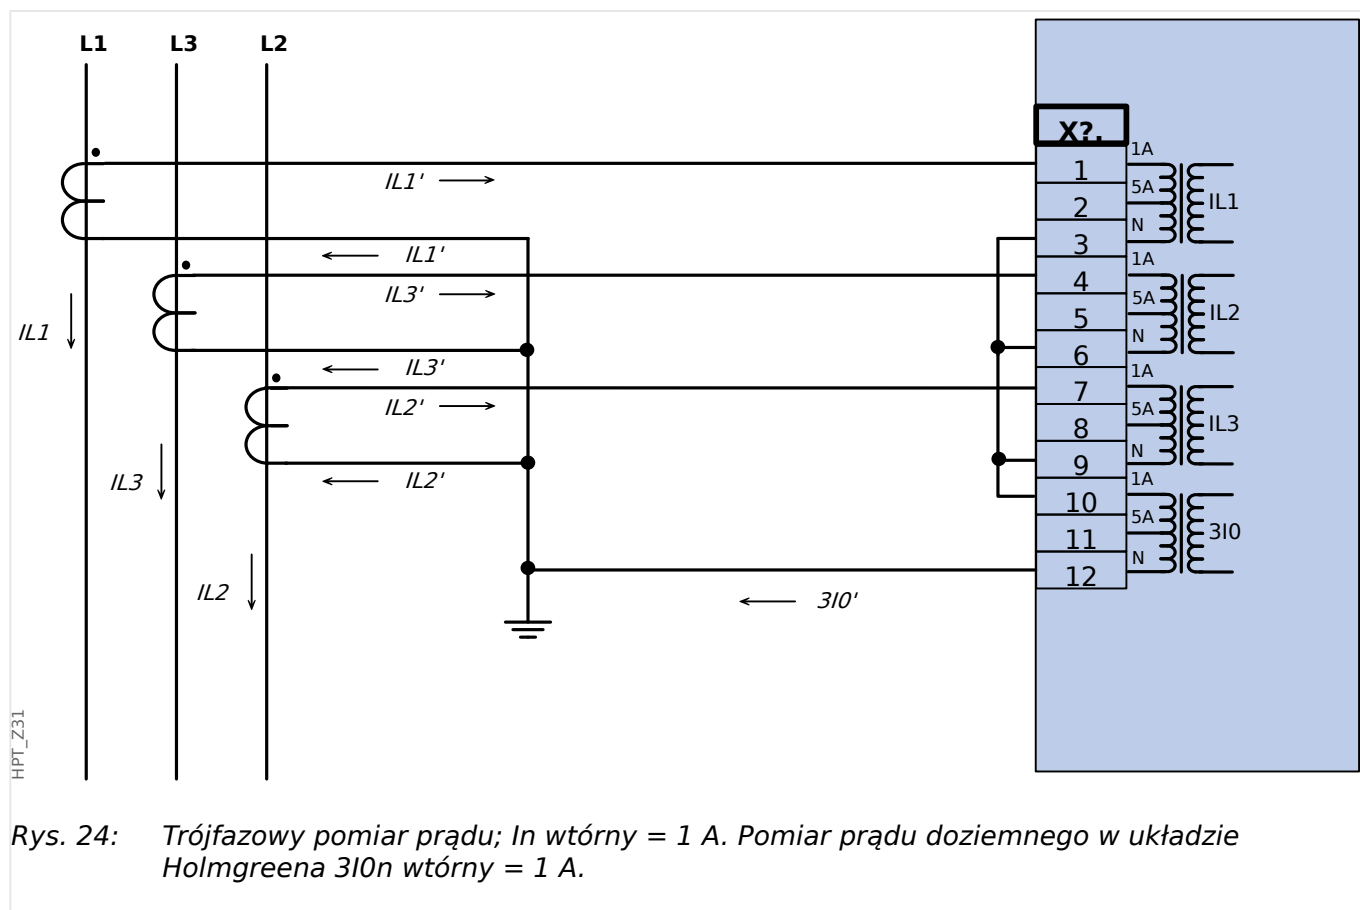 L1 L3 L2
X?.
1A
1
IL1'
5A
2
IL1
N
3
IL1'
1A
4
IL3'
5A
5
IL2
IL1
N
6
IL3'
1A
7
IL2'
5A
8
IL3
N
9
IL2'
IL3
1A
10
5A
11
3I0
N
12
IL2
3I0'
HPT_Z31
Rys. 24: Trójfazowy pomiar prądu; In wtórny = 1 A. Pomiar prądu doziemnego w układzie
Holmgreena 3I0n wtórny = 1 A.